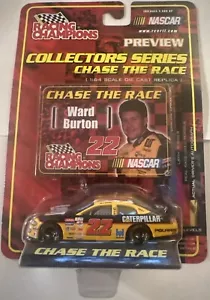 RACING CHAMPIONS
NASCAR
PREVIEW
COLLECTORS SERIES
CHASE THE RACE
1:64 SCALE DIE CAST REPLICA
CHASE THE RACE
Ward
Burton
22
RACING CHAMPIONS
NASCAR
22
CATERPILLAR
POLARIS
CHASE THE RACE